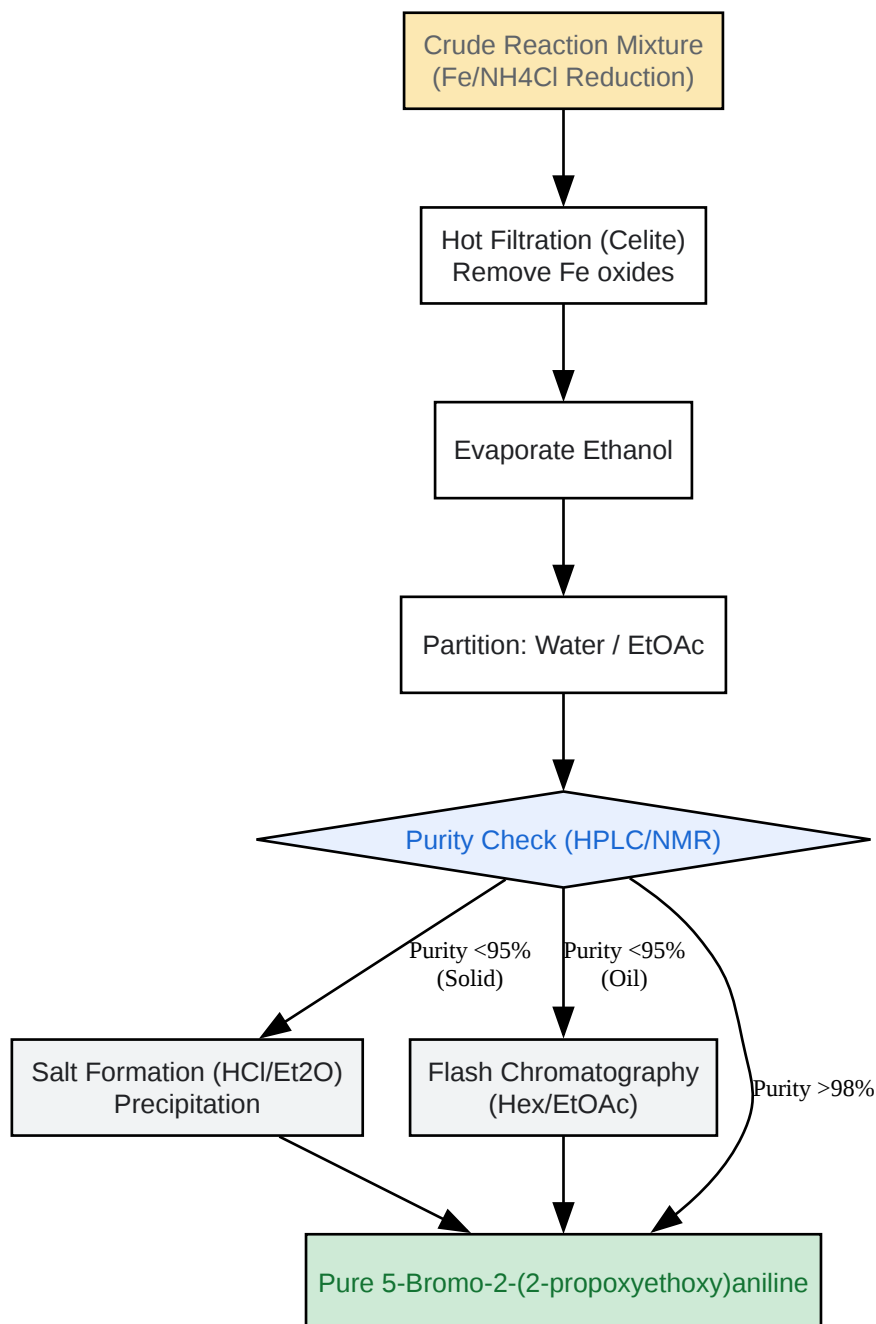 Crude Reaction Mixture
(Fe/NH4Cl Reduction)
Hot Filtration (Celite)
Remove Fe oxides
Evaporate Ethanol
Partition: Water / EtOAc
Purity Check (HPLC/NMR)
Purity <95%
(Solid)
Purity <95%
(Oil)
Purity >98%
Salt Formation (HCl/Et2O)
Precipitation
Flash Chromatography
(Hex/EtOAc)
Pure 5-Bromo-2-(2-propoxyethoxy)aniline